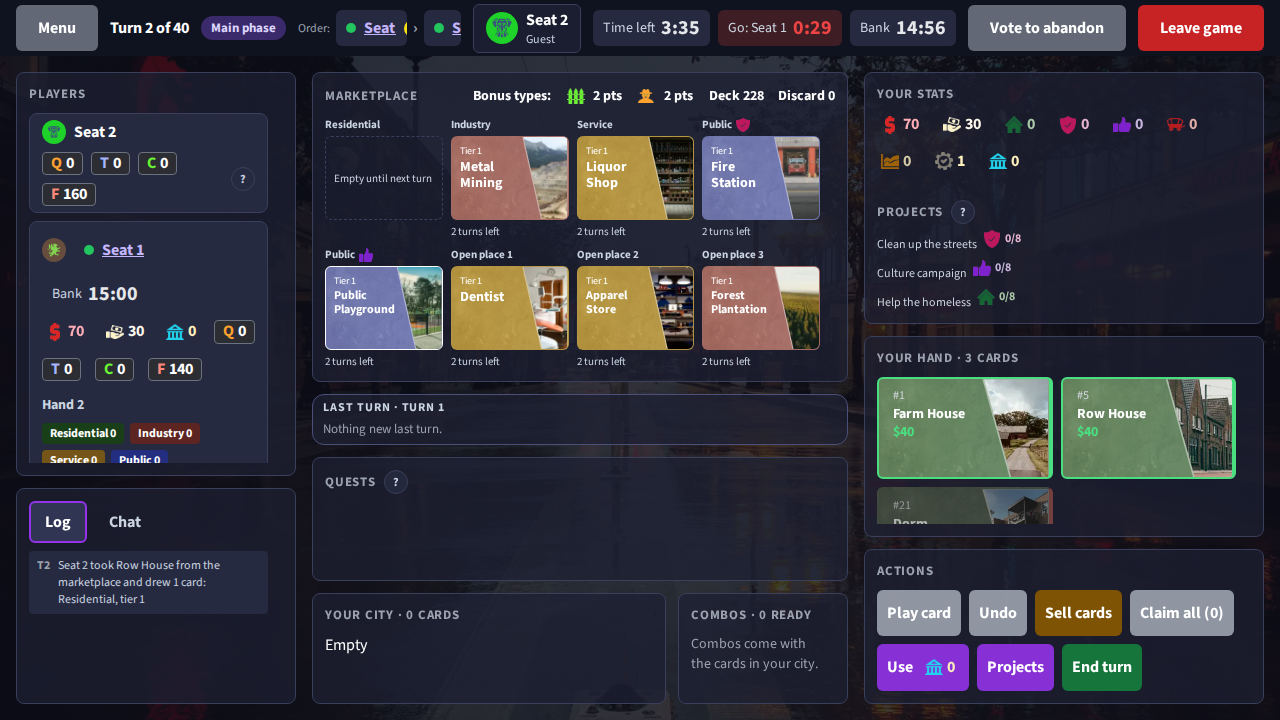 Menu
Turn 2 of 40
Main phase
Order:
Seat
›
S
Seat 2
Guest
Time left 3:35
Go: Seat 1 0:29
Bank 14:56
Vote to abandon
Leave game
PLAYERS
Seat 2
Q 0
T 0
C 0
?
F 160
Seat 1
Bank 15:00
70
30
0
Q 0
T 0
C 0
F 140
Hand 2
Residential 0
Industry 0
Service 0
Public 0
Log
Chat
T2 Seat 2 took Row House from the
marketplace and drew 1 card:
Residential, tier 1
MARKETPLACE
Bonus types:
2 pts
2 pts
Deck 228
Discard 0
Residential
Industry
Service
Public
Empty until next turn
Tier 1
Metal
Mining
Tier 1
Liquor
Shop
Tier 1
Fire
Station
2 turns left
2 turns left
2 turns left
Public
Open place 1
Open place 2
Open place 3
Tier 1
Public
Playground
Tier 1
Dentist
Tier 1
Apparel
Store
Tier 1
Forest
Plantation
2 turns left
2 turns left
2 turns left
2 turns left
LAST TURN · TURN 1
Nothing new last turn.
QUESTS ?
YOUR CITY · 0 CARDS
Empty
COMBOS · 0 READY
Combos come with
the cards in your city.
YOUR STATS
70
30
0
0
0
0
0
1
0
PROJECTS ?
Clean up the streets 0/8
Culture campaign 0/8
Help the homeless 0/8
YOUR HAND · 3 CARDS
#1
Farm House
$40
#5
Row House
$40
#21
Dorm
ACTIONS
Play card
Undo
Sell cards
Claim all (0)
Use 0
Projects
End turn